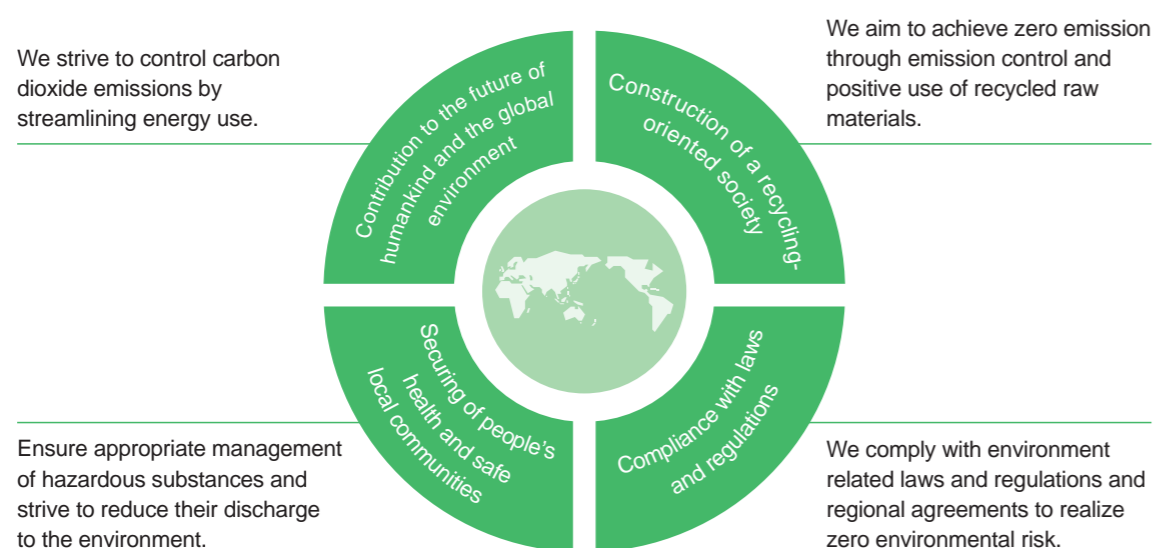 We strive to control carbon
dioxide emissions by
streamlining energy use.
Contribution to the future of
humankind and the global
environment
Construction of a recycling-
oriented society
We aim to achieve zero emission
through emission control and
positive use of recycled raw
materials.
Ensure appropriate management
of hazardous substances and
strive to reduce their discharge
to the environment.
Securing of people's
health and safe
local communities
Compliance with laws
and regulations
We comply with environment
related laws and regulations and
regional agreements to realize
zero environmental risk.